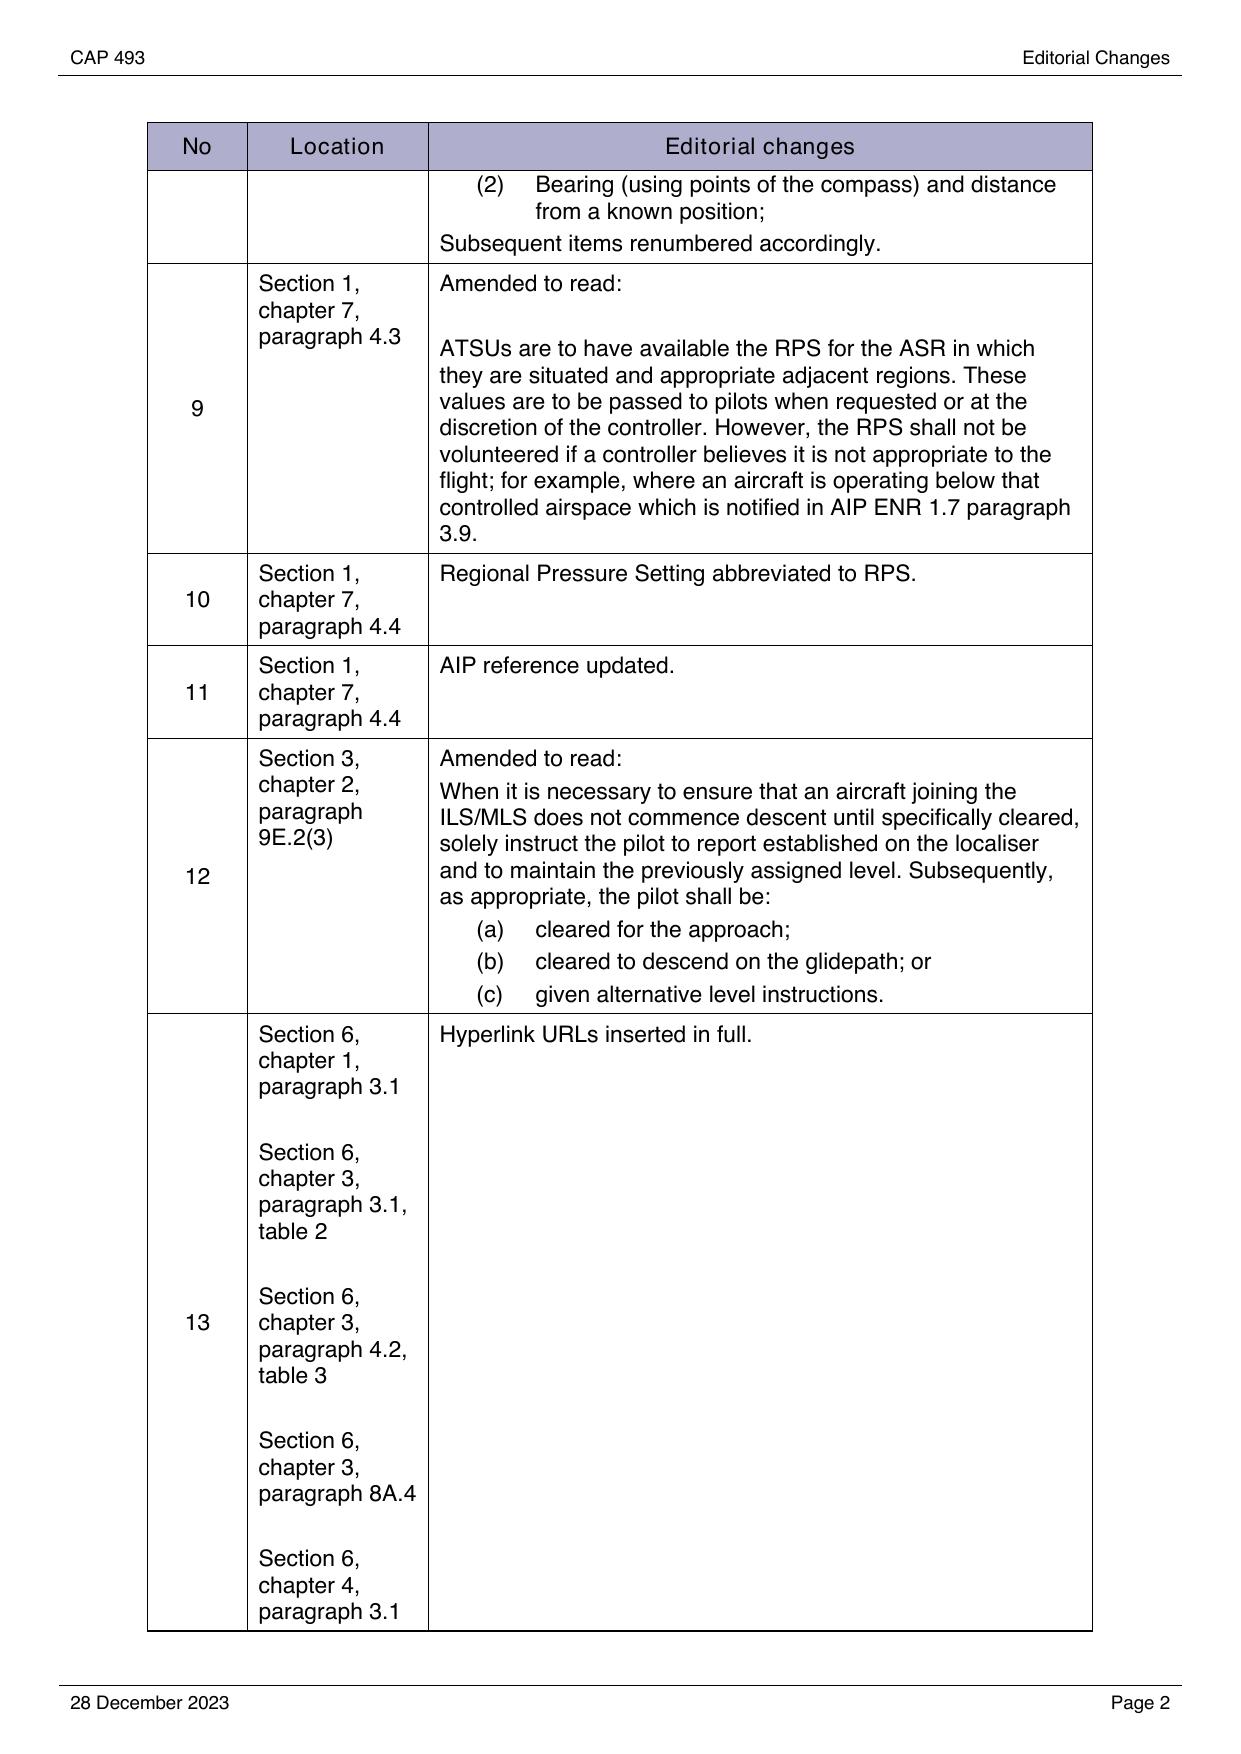 CAP 493
Editorial Changes
No
Location
Editorial changes
(2) Bearing (using points of the compass) and distance
from a known position;
Subsequent items renumbered accordingly.
9
Section 1,
chapter 7,
paragraph 4.3
Amended to read:
ATSUs are to have available the RPS for the ASR in which
they are situated and appropriate adjacent regions. These
values are to be passed to pilots when requested or at the
discretion of the controller. However, the RPS shall not be
volunteered if a controller believes it is not appropriate to the
flight; for example, where an aircraft is operating below that
controlled airspace which is notified in AIP ENR 1.7 paragraph
3.9.
10
Section 1,
chapter 7,
paragraph 4.4
Regional Pressure Setting abbreviated to RPS.
11
Section 1,
chapter 7,
paragraph 4.4
AIP reference updated.
12
Section 3,
chapter 2,
paragraph
9E.2(3)
Amended to read:
When it is necessary to ensure that an aircraft joining the
ILS/MLS does not commence descent until specifically cleared,
solely instruct the pilot to report established on the localiser
and to maintain the previously assigned level. Subsequently,
as appropriate, the pilot shall be:
(a) cleared for the approach;
(b) cleared to descend on the glidepath; or
(c) given alternative level instructions.
13
Section 6,
chapter 1,
paragraph 3.1
Section 6,
chapter 3,
paragraph 3.1,
table 2
Section 6,
chapter 3,
paragraph 4.2,
table 3
Section 6,
chapter 3,
paragraph 8A.4
Section 6,
chapter 4,
paragraph 3.1
Hyperlink URLs inserted in full.
28 December 2023
Page 2